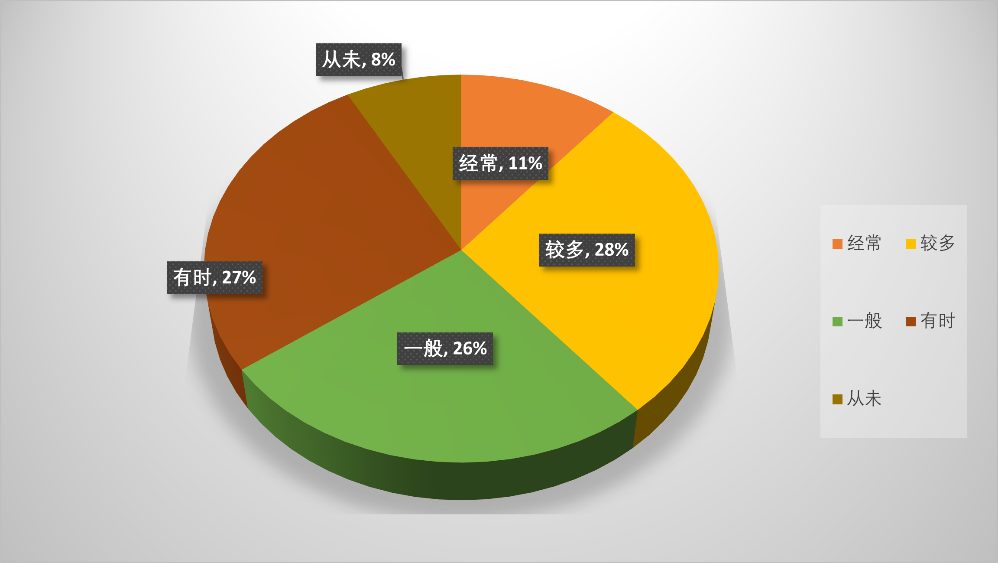 从未, 8%
经常, 11%
较多, 28%
有时, 27%
一般, 26%
经常 较多
一般 有时
从未